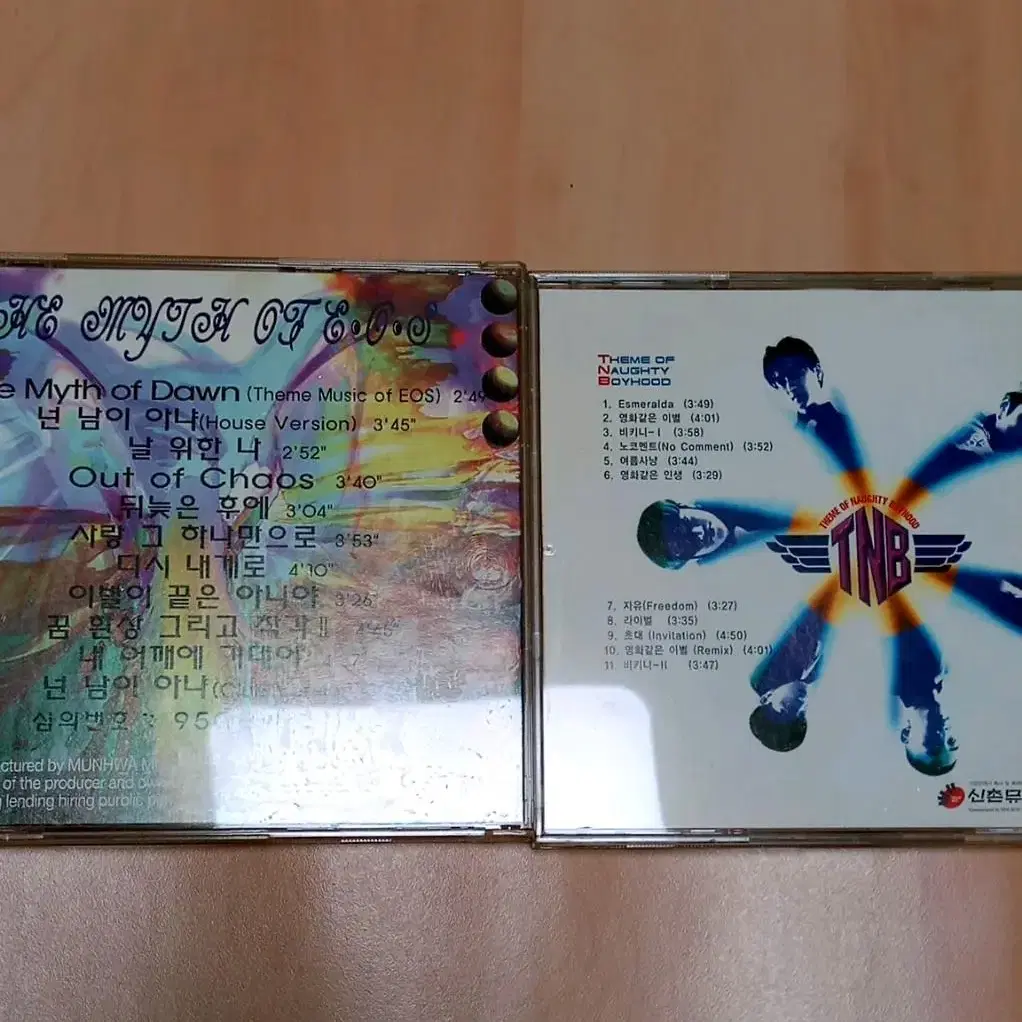 HE MYTH OF E·O·S
e Myth of Dawn (Theme Music of EOS) 2'49
넌 남이 아냐(House Version) 3'45"
날 위한 나 2'52"
Out of Chaos 3'40"
뒤늦은 후에 3'04"
사랑 그 하나만으로 3'53"
다시 내게로 4'10"
이별이 끝은 아니야 3'26"
꿈 환상 그리고 착각 II
내 어깨에 기대어
넌 남이 아냐(
심의번호 : 950
ctured by MUNHWA M
of the producer and
lending hiring public
THEME OF
NAUGHTY
BOYHOOD
1. Esmeralda (3:49)
2. 영화같은 이별 (4:01)
3. 비키니-I (3:58)
4. 노코멘트(No Comment) (3:52)
5. 여름사냥 (3:44)
6. 영화같은 인생 (3:29)
THEME OF NAUGHTY BOYHOOD
TNB
7. 자유(Freedom) (3:27)
8. 라이벌 (3:35)
9. 초대 (Invitation) (4:50)
10. 영화같은 이별 (Remix) (4:01)
11. 비키니-II (3:47)
신촌뮤